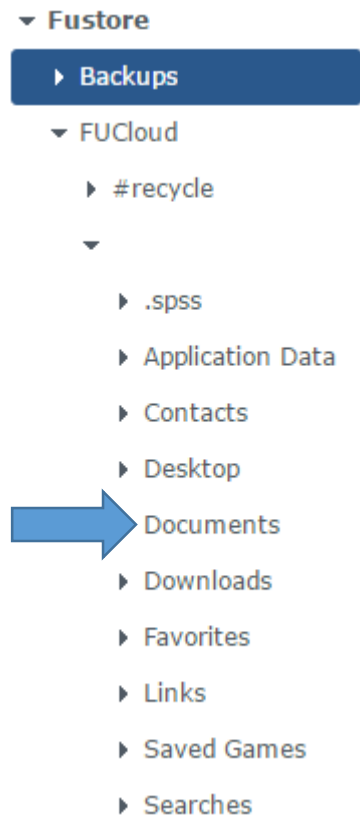 Fustore
Backups
FUCloud
#recycle
.spss
Application Data
Contacts
Desktop
Documents
Downloads
Favorites
Links
Saved Games
Searches